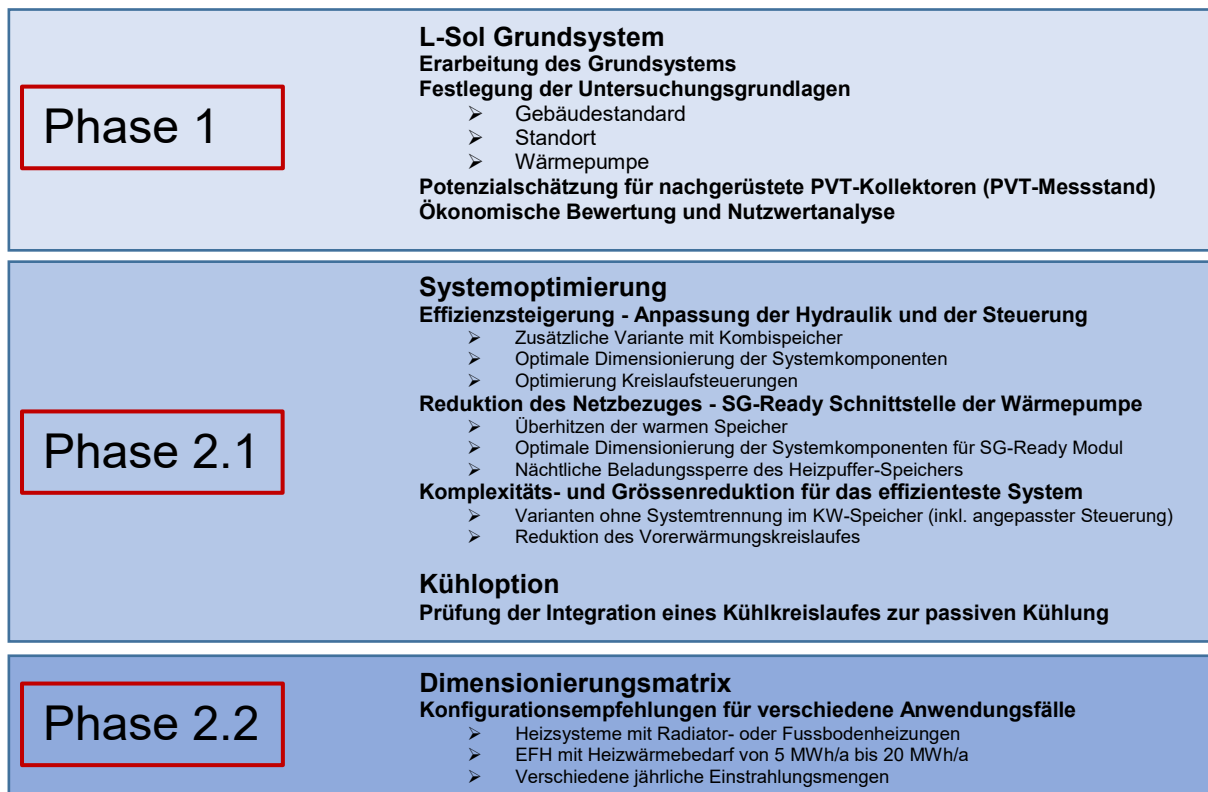 Phase 1
L-Sol Grundsystem
Erarbeitung des Grundsystems
Festlegung der Untersuchungsgrundlagen
➢ Gebäudestandard
➢ Standort
➢ Wärmepumpe
Potenzialschätzung für nachgerüstete PVT-Kollektoren (PVT-Messstand)
Ökonomische Bewertung und Nutzwertanalyse
Phase 2.1
Systemoptimierung
Effizienzsteigerung - Anpassung der Hydraulik und der Steuerung
➢ Zusätzliche Variante mit Kombispeicher
➢ Optimale Dimensionierung der Systemkomponenten
➢ Optimierung Kreislaufsteuerungen
Reduktion des Netzbezuges - SG-Ready Schnittstelle der Wärmepumpe
➢ Überhitzen der warmen Speicher
➢ Optimale Dimensionierung der Systemkomponenten für SG-Ready Modul
➢ Nächtliche Beladungssperre des Heizpuffer-Speichers
Komplexitäts- und Grössenreduktion für das effizienteste System
➢ Varianten ohne Systemtrennung im KW-Speicher (inkl. angepasster Steuerung)
➢ Reduktion des Vorerwärmungskreislaufes
Kühloption
Prüfung der Integration eines Kühlkreislaufes zur passiven Kühlung
Phase 2.2
Dimensionierungsmatrix
Konfigurationsempfehlungen für verschiedene Anwendungsfälle
➢ Heizsysteme mit Radiator- oder Fussbodenheizungen
➢ EFH mit Heizwärmebedarf von 5 MWh/a bis 20 MWh/a
➢ Verschiedene jährliche Einstrahlungsmengen